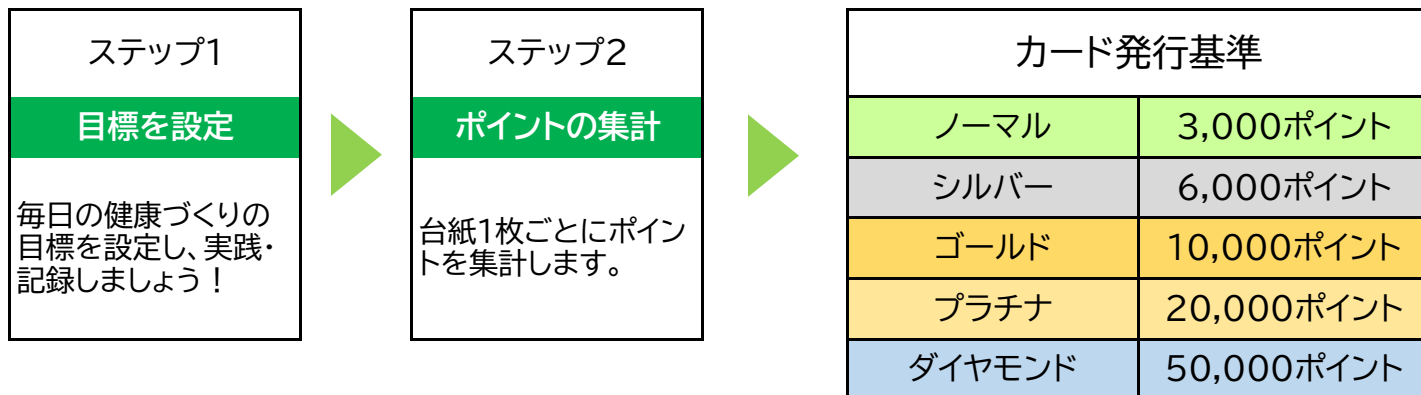 ステップ1
目標を設定
毎日の健康づくりの
目標を設定し、実践・
記録しましょう！
ステップ2
ポイントの集計
台紙1枚ごとにポイン
トを集計します。
カード発行基準
ノーマル 3,000ポイント
シルバー 6,000ポイント
ゴールド 10,000ポイント
プラチナ 20,000ポイント
ダイヤモンド 50,000ポイント